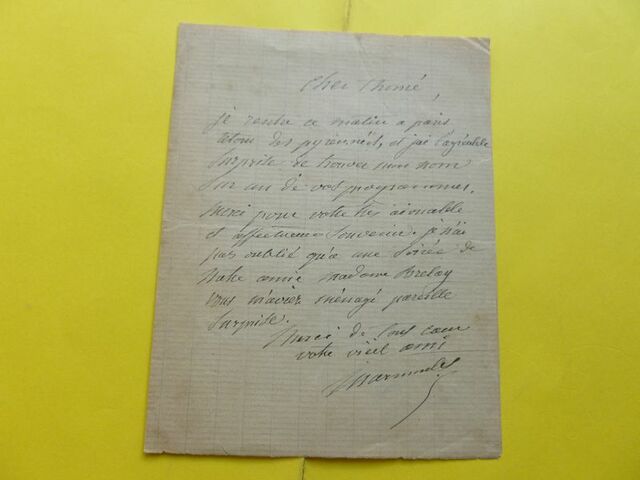 cher Thomé,
je rentre ce matin a paris
retour des pyrennées, et j'ai l'agréable
surprise de trouver mon nom
sur un de vos programmes.
Merci pour votre très aimable
et affectueux souvenir. je n'ai
pas oublié qu'a une soirée de
notre amie madame Brelay
vous m'aviez ménagé pareille
surprise.
Merci de tout cœur
votre vieil ami